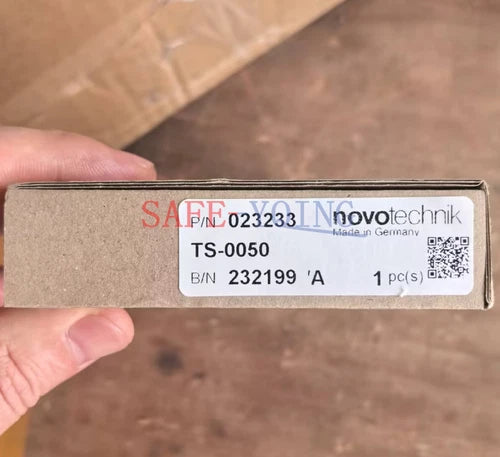 SAFE-YOING
P/N 023233
novotechnik
Made in Germany
TS-0050
B/N 232199 'A
1 pc(s)